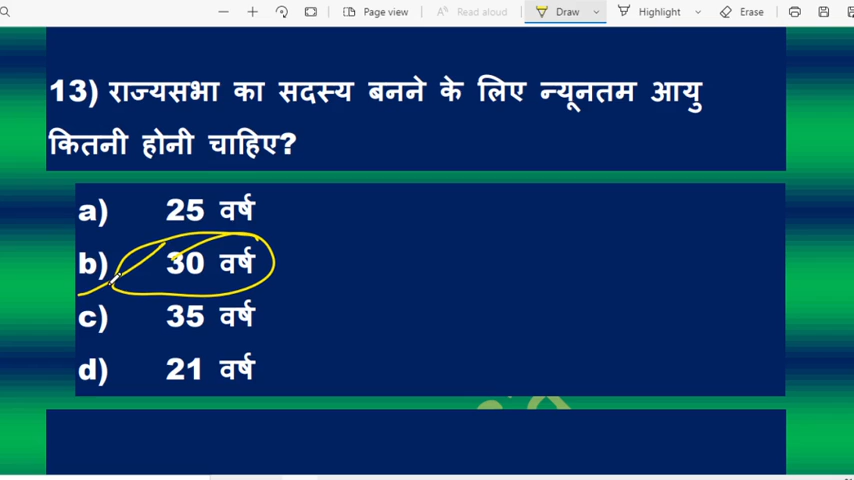 Page view
Read aloud
Draw
Highlight
Erase
13) राज्यसभा का सदस्य बनने के लिए न्यूनतम आयु
कितनी होनी चाहिए?
a) 25 वर्ष
b) 30 वर्ष
c) 35 वर्ष
d) 21 वर्ष